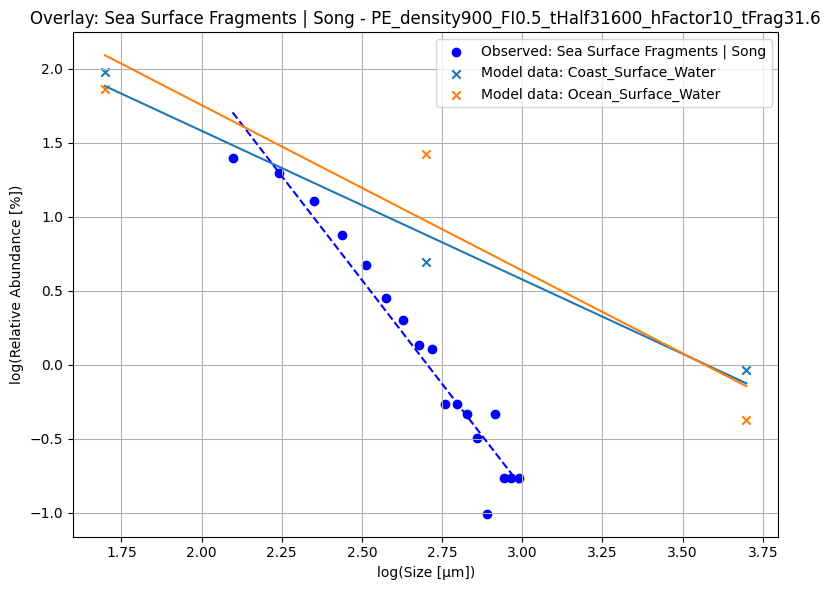 Overlay: Sea Surface Fragments | Song - PE_density900_FI0.5_tHalf31600_hFactor10_tFrag31.6
Observed: Sea Surface Fragments | Song
Model data: Coast_Surface_Water
Model data: Ocean_Surface_Water
log(Relative Abundance [%])
2.0
1.5
1.0
0.5
0.0
−0.5
−1.0
1.75 2.00 2.25 2.50 2.75 3.00 3.25 3.50 3.75
log(Size [µm])